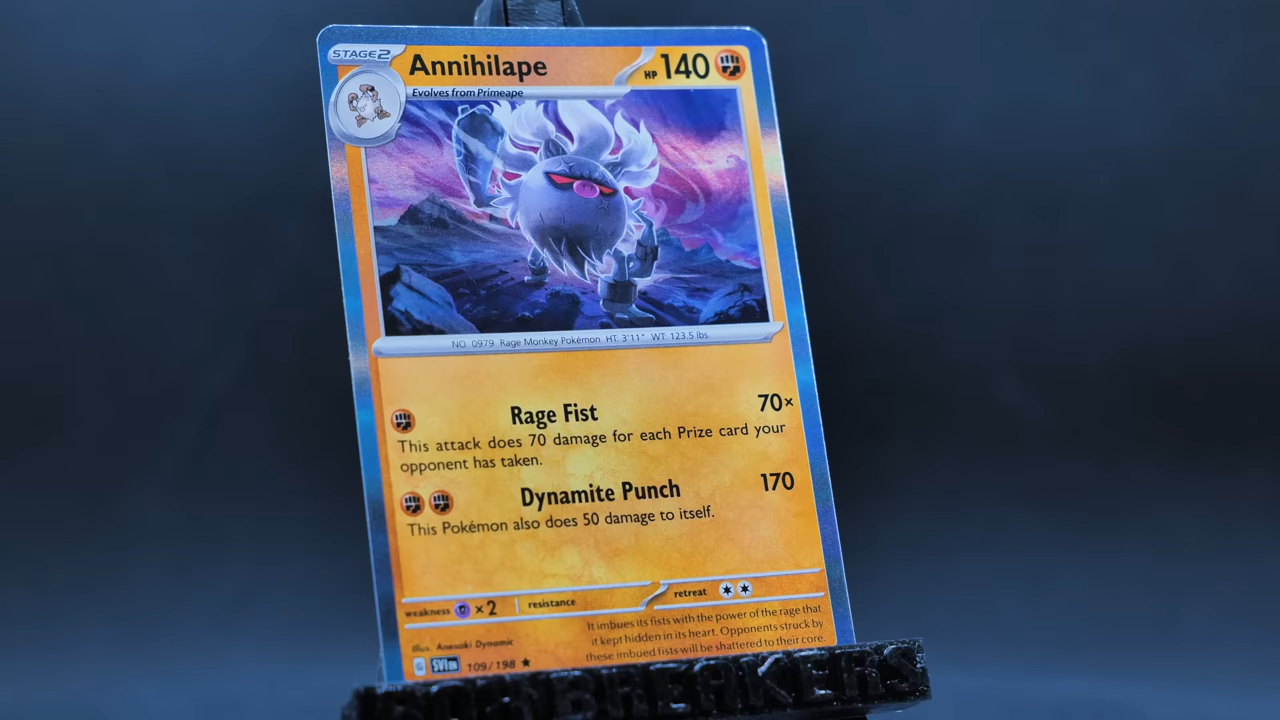 STAGE2
Annihilape
HP 140
Evolves from Primeape
NO. 0979 Rage Monkey Pokémon HT: 3'11" WT: 123.5 lbs
Rage Fist 70×
This attack does 70 damage for each Prize card your
opponent has taken.
Dynamite Punch 170
This Pokémon also does 50 damage to itself.
weakness ×2 resistance retreat
It imbues its fists with the power of the rage that
it kept hidden in its heart. Opponents struck by
these imbued fists will be shattered to their core.
Illus. Anesaki Dynamic
G SVI EN 109/198